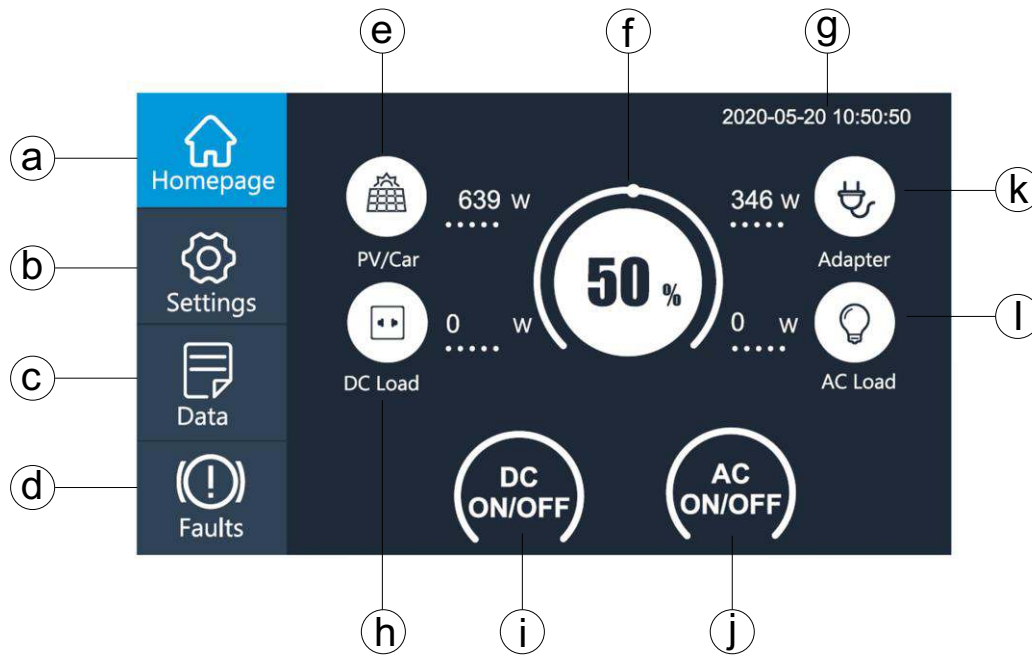 e
f
g
a
b
c
d
Homepage
Settings
Data
Faults
2020-05-20 10:50:50
639 W
PV/Car
0 W
DC Load
50 %
346 W
Adapter
0 W
AC Load
k
l
DC
ON/OFF
AC
ON/OFF
h
i
j